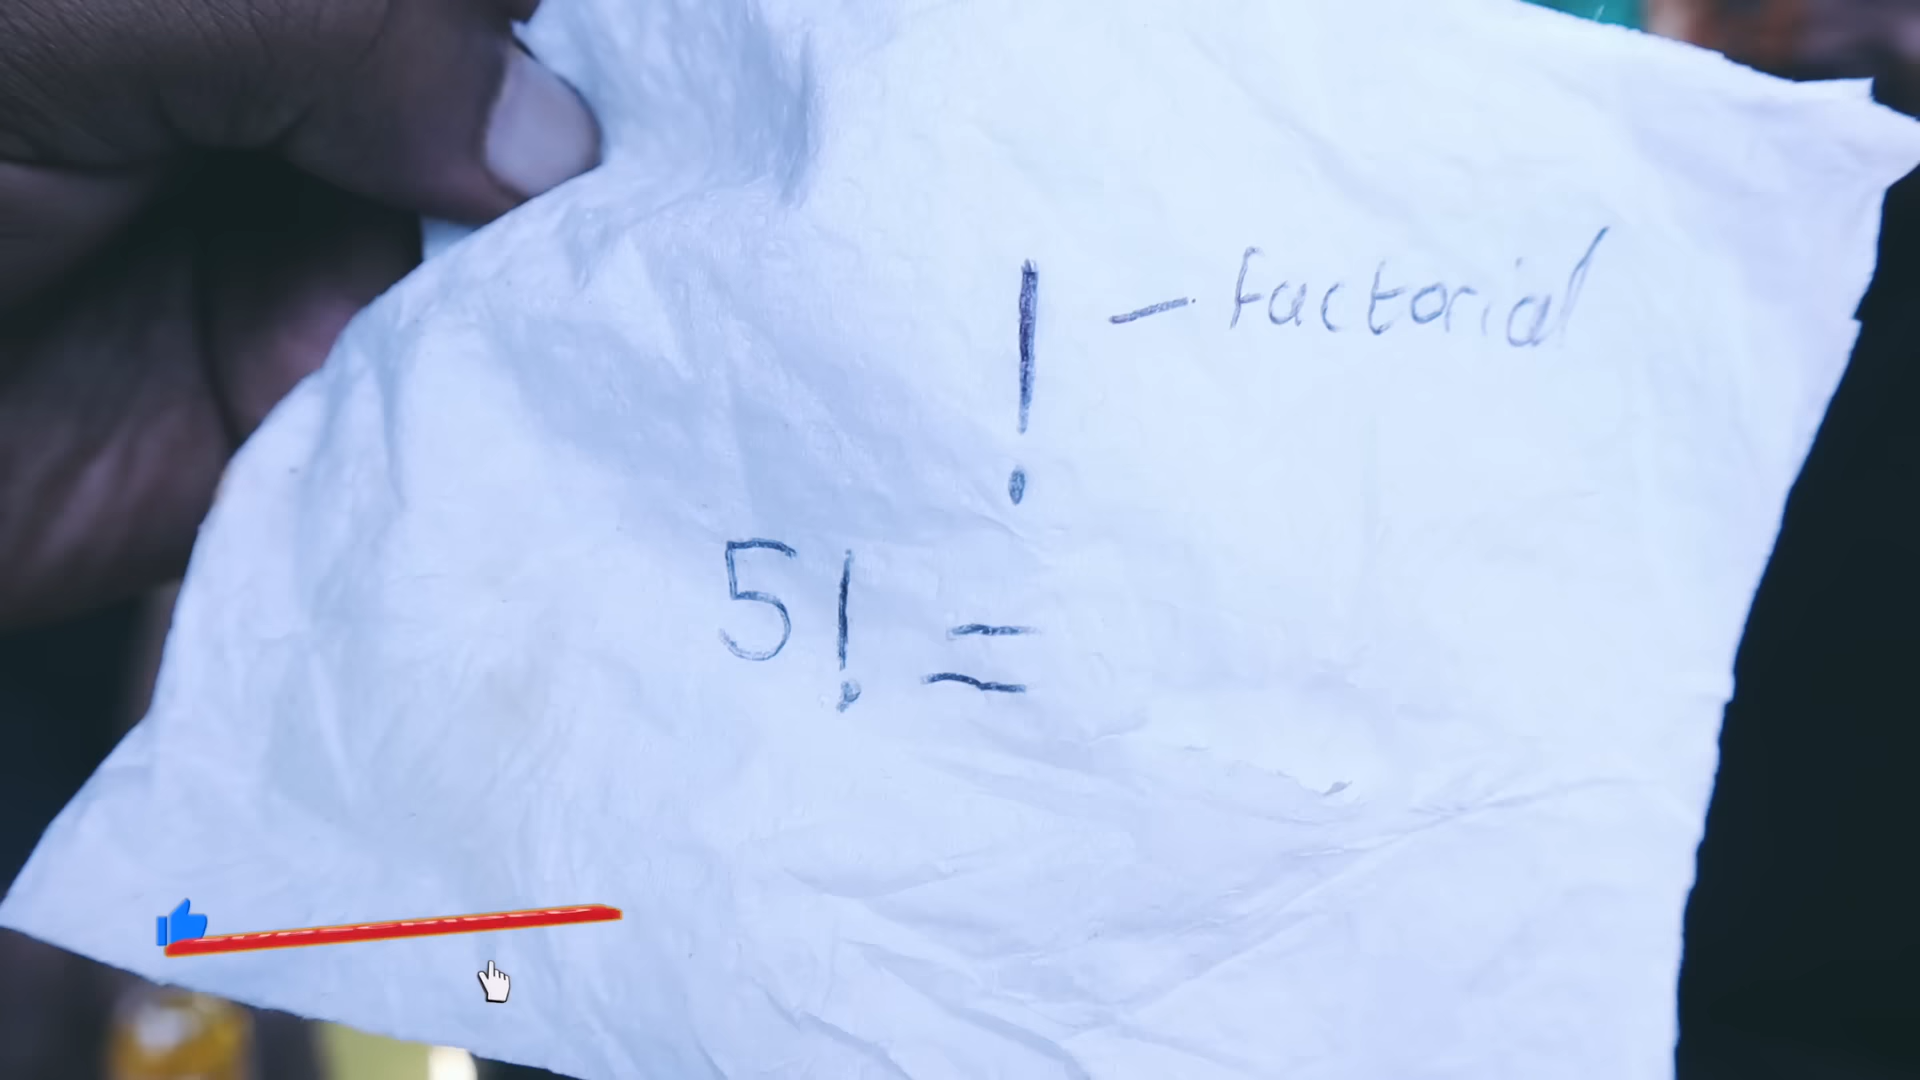 ! - factorial
5! =